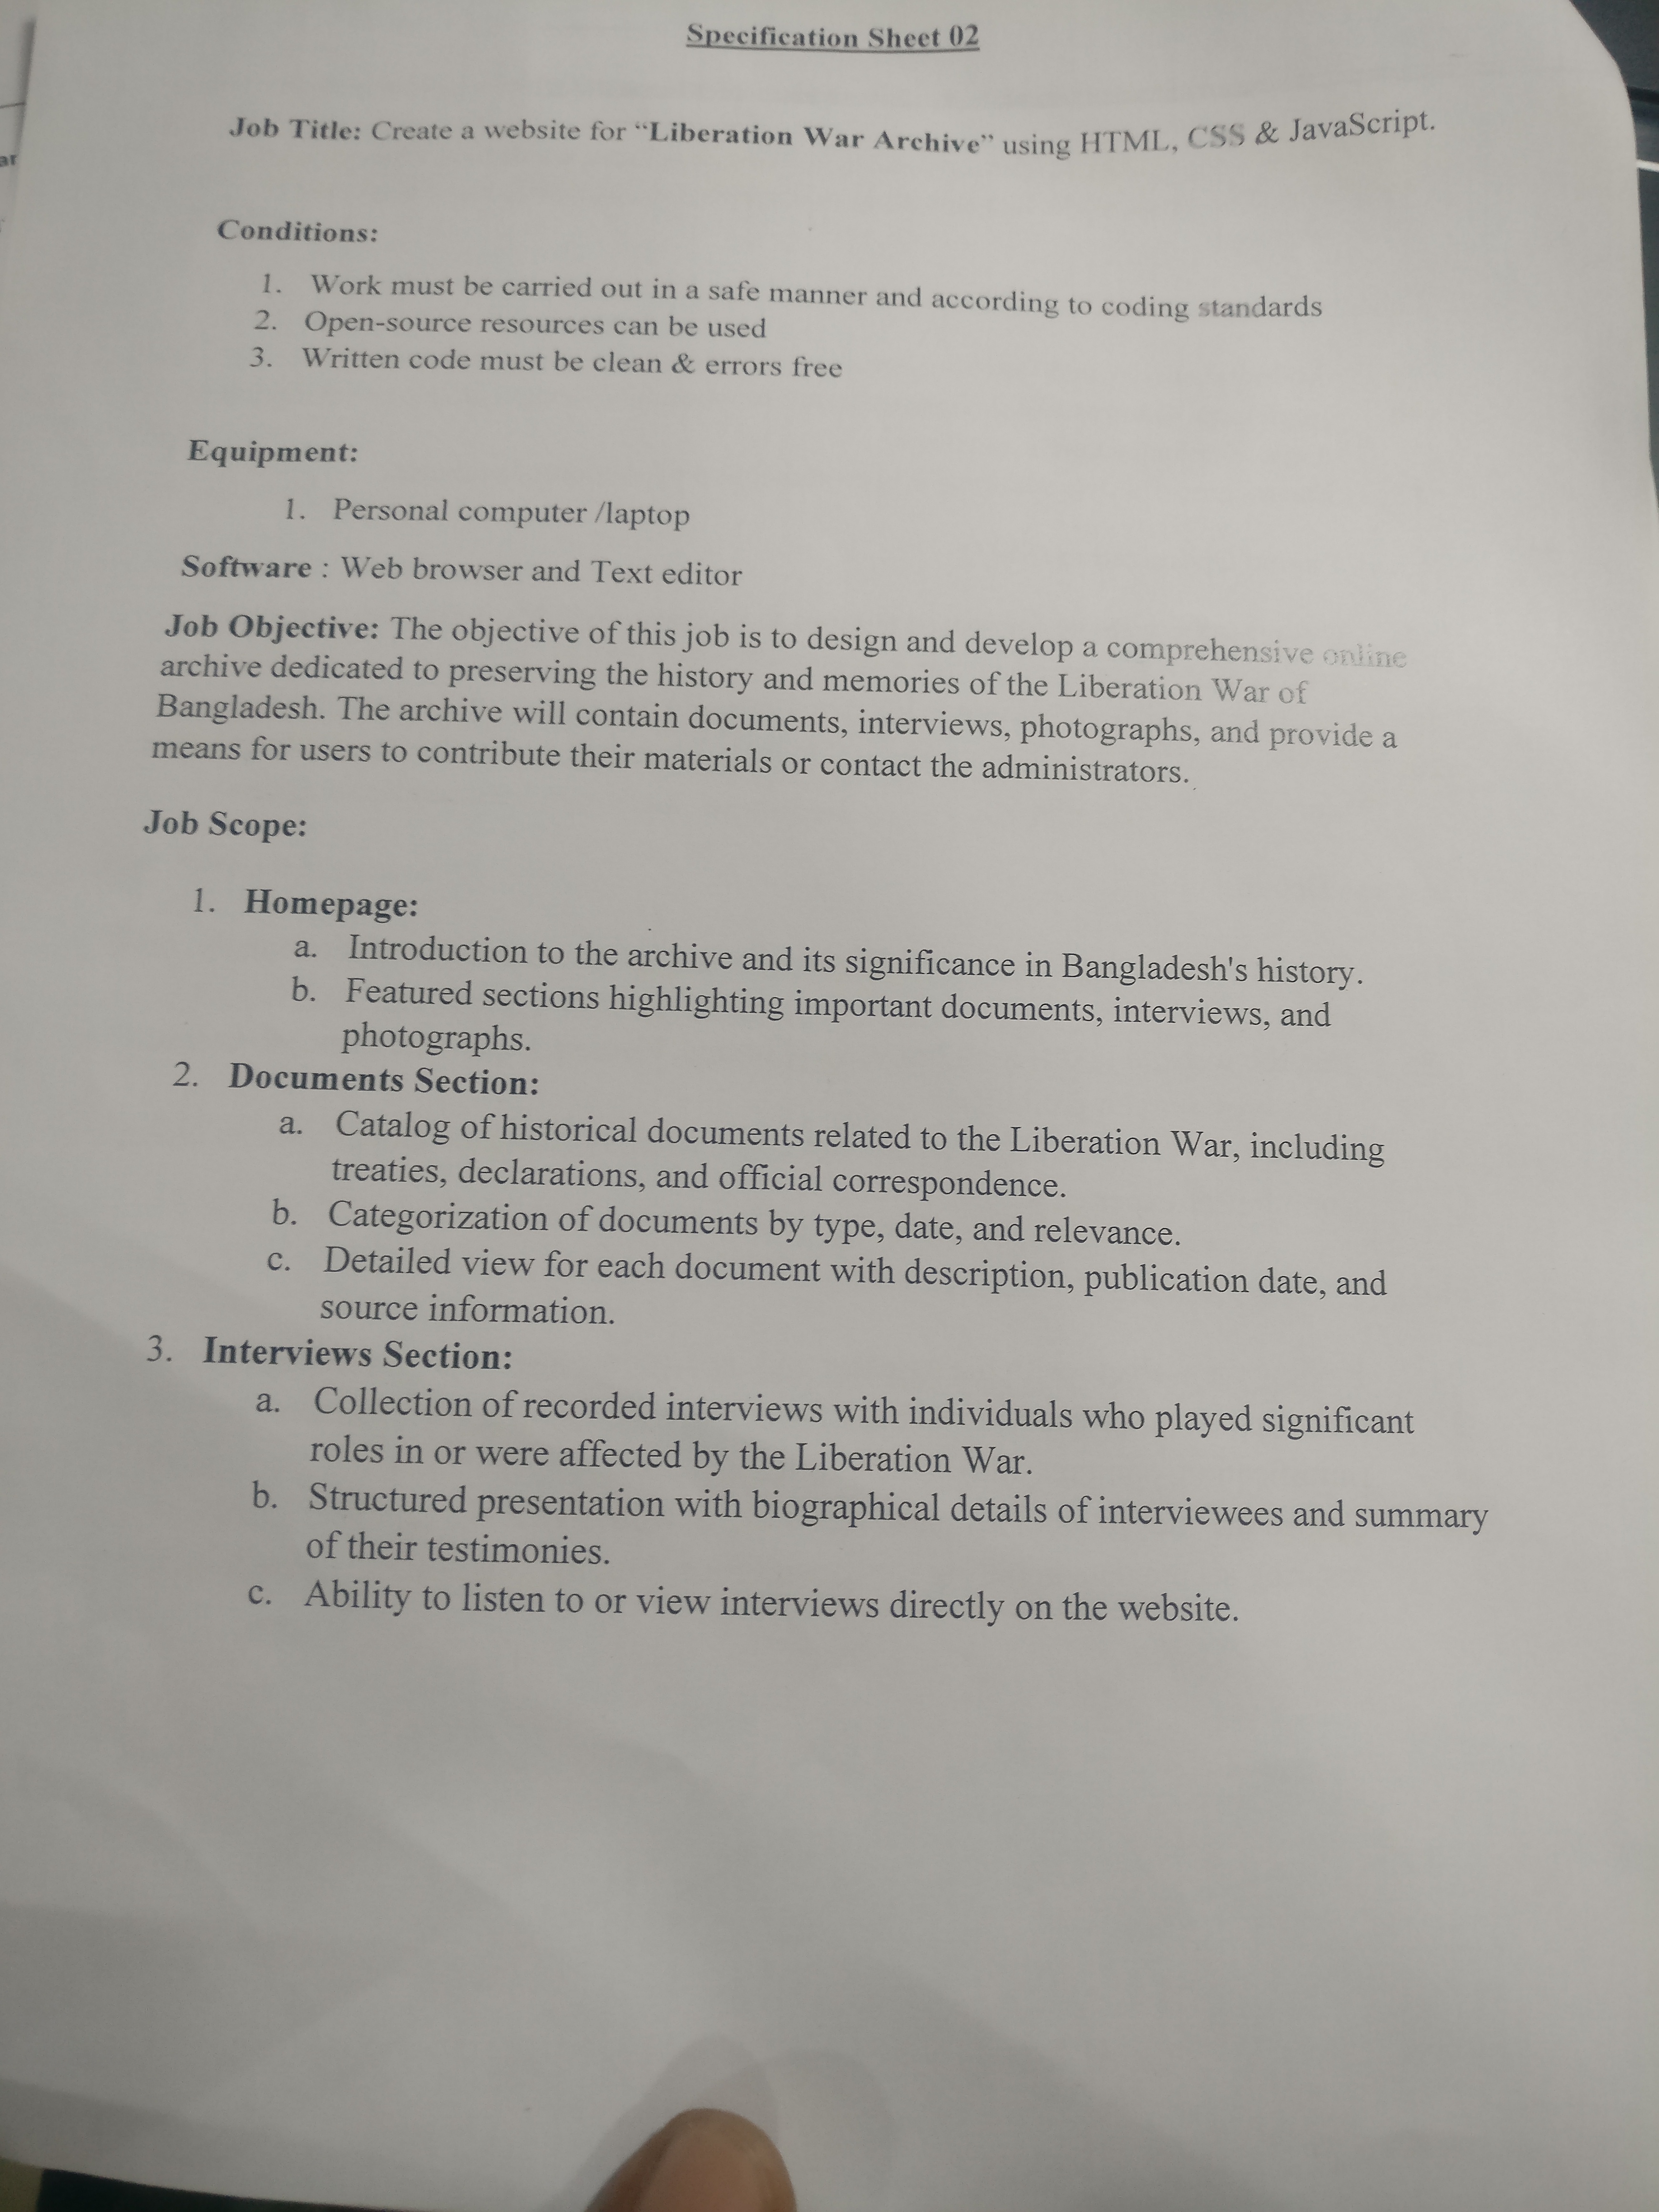 Specification Sheet 02
Job Title: Create a website for “Liberation War Archive” using HTML, CSS & JavaScript.
Conditions:
1. Work must be carried out in a safe manner and according to coding standards
2. Open-source resources can be used
3. Written code must be clean & errors free
Equipment:
1. Personal computer /laptop
Software : Web browser and Text editor
Job Objective: The objective of this job is to design and develop a comprehensive online
archive dedicated to preserving the history and memories of the Liberation War of
Bangladesh. The archive will contain documents, interviews, photographs, and provide a
means for users to contribute their materials or contact the administrators.
Job Scope:
1. Homepage:
a. Introduction to the archive and its significance in Bangladesh's history.
b. Featured sections highlighting important documents, interviews, and
photographs.
2. Documents Section:
a. Catalog of historical documents related to the Liberation War, including
treaties, declarations, and official correspondence.
b. Categorization of documents by type, date, and relevance.
c. Detailed view for each document with description, publication date, and
source information.
3. Interviews Section:
a. Collection of recorded interviews with individuals who played significant
roles in or were affected by the Liberation War.
b. Structured presentation with biographical details of interviewees and summary
of their testimonies.
c. Ability to listen to or view interviews directly on the website.